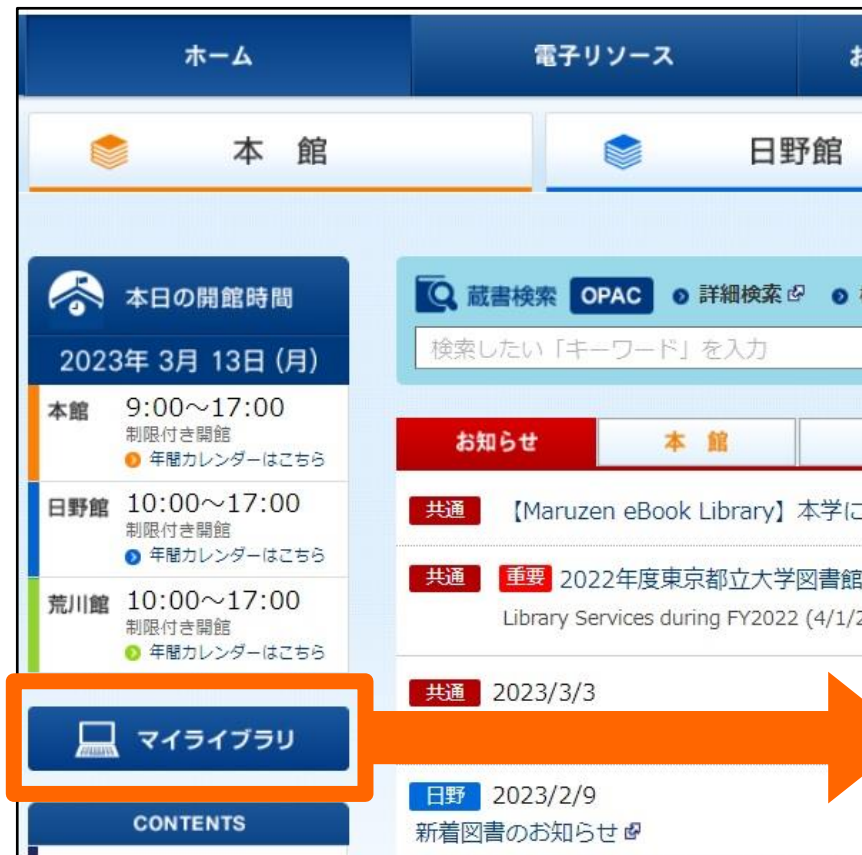 ホーム
電子リソース
本 館
日野館
本日の開館時間
2023年 3月 13日 (月)
本館
9:00～17:00
制限付き開館
年間カレンダーはこちら
日野館
10:00～17:00
制限付き開館
年間カレンダーはこちら
荒川館
10:00～17:00
制限付き開館
年間カレンダーはこちら
マイライブラリ
CONTENTS
蔵書検索 OPAC 詳細検索
検索したい「キーワード」を入力
お知らせ
本 館
共通 【Maruzen eBook Library】本学に
共通 重要 2022年度東京都立大学図書館
Library Services during FY2022 (4/1/2
共通 2023/3/3
日野 2023/2/9
新着図書のお知らせ